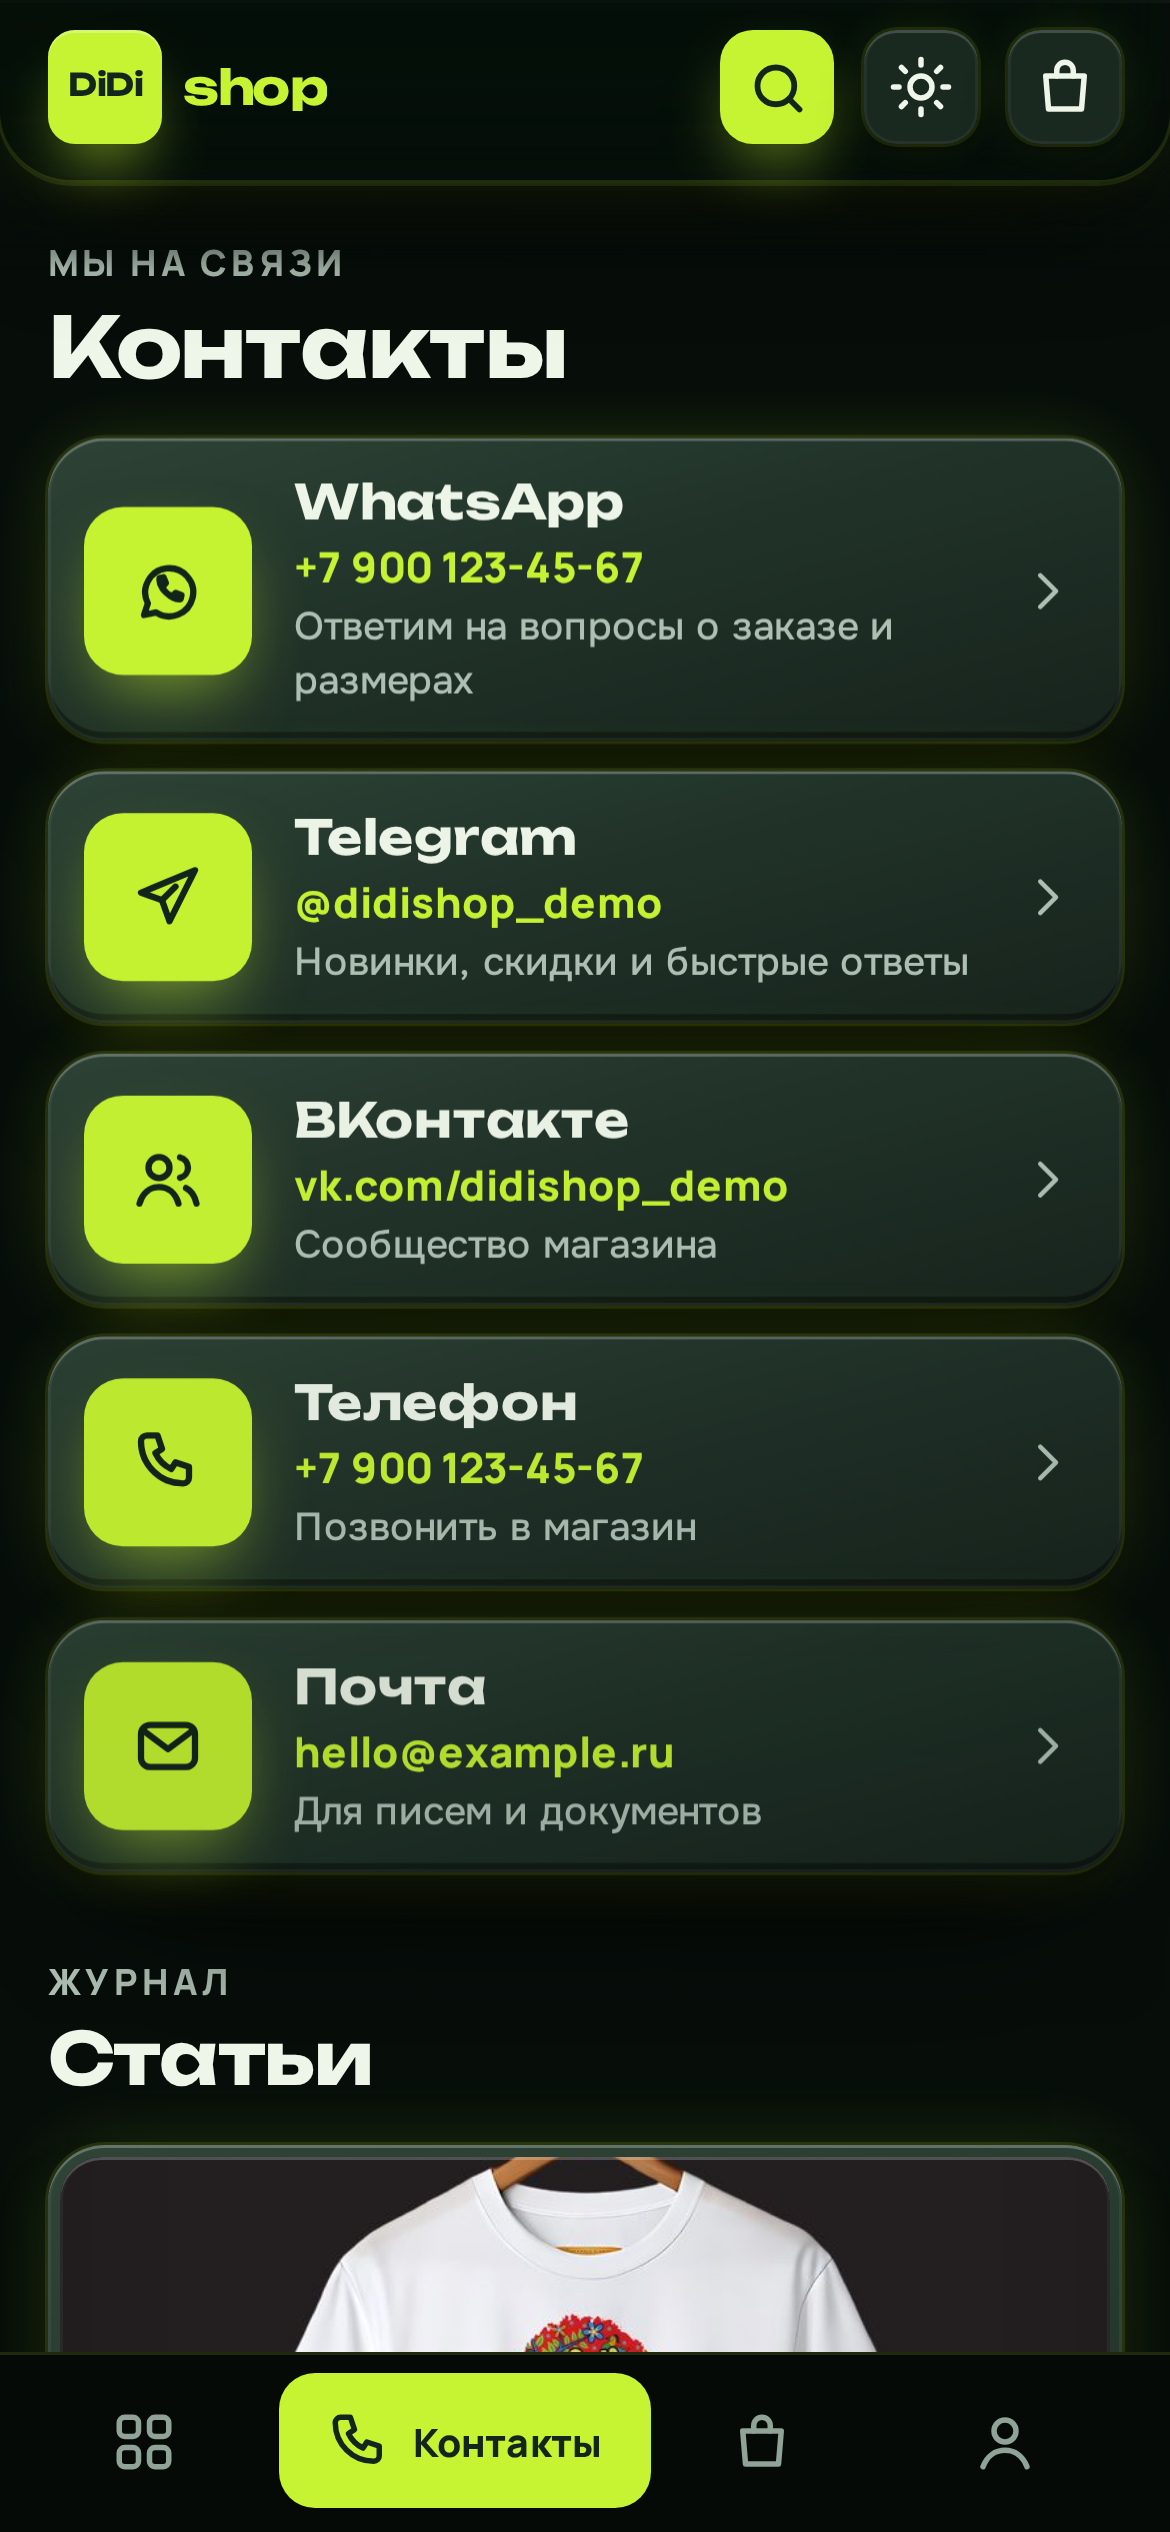 DiDi shop
МЫ НА СВЯЗИ
Контакты
WhatsApp
+7 900 123-45-67
Ответим на вопросы о заказе и
размерах
Telegram
@didishop_demo
Новинки, скидки и быстрые ответы
ВКонтакте
vk.com/didishop_demo
Сообщество магазина
Телефон
+7 900 123-45-67
Позвонить в магазин
Почта
hello@example.ru
Для писем и документов
ЖУРНАЛ
Статьи
Контакты